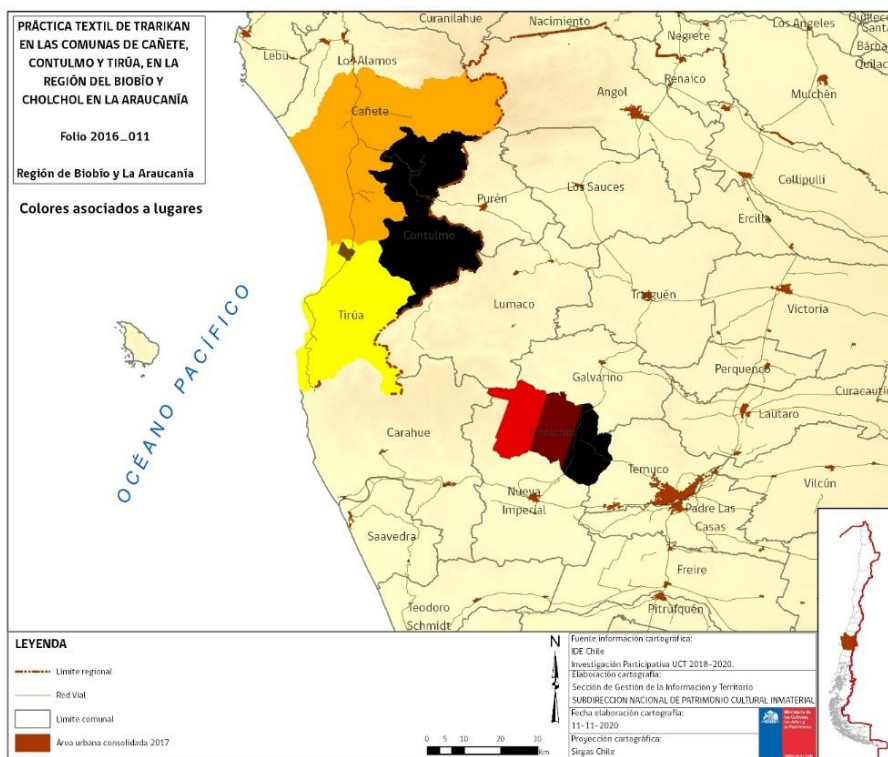 PRÁCTICA TEXTIL DE TRARIKAN
EN LAS COMUNAS DE CAÑETE,
CONTULMO Y TIRÚA, EN LA
REGIÓN DEL BIOBÍO Y
CHOLCHOL EN LA ARAUCANÍA
Folio 2016_011
Región de Biobío y La Araucanía
Colores asociados a lugares
Curanilahue
Nacimiento
Negrete
Los Angeles
Lebu
Los Alamos
Renaico
Angol
Mulchén
Cañete
Collipulli
Purén
Los Sauces
Ercilla
Contulmo
Tirúa
Lumaco
Traiguén
Victoria
OCÉANO PACÍFICO
Galvarino
Perquenco
Lautaro
Carahue
Cholchol
Temuco
Vilcún
Nueva
Imperial
Padre Las
Casas
Saavedra
Freire
Teodoro
Schmidt
Pitrufquén
LEYENDA
Límite regional
Red Vial
Límite comunal
Área urbana consolidada 2017
N
0 5 10 20 30
Km
Fuente información cartográfica:
IDE Chile
Investigación Participativa UCT 2018-2020.
Elaboración cartografía:
Sección de Gestión de la Información y Territorio
SUBDIRECCION NACIONAL DE PATRIMONIO CULTURAL INMATERIAL
Fecha elaboración cartografía:
11-11-2020
Proyección cartográfica:
Sirgas Chile